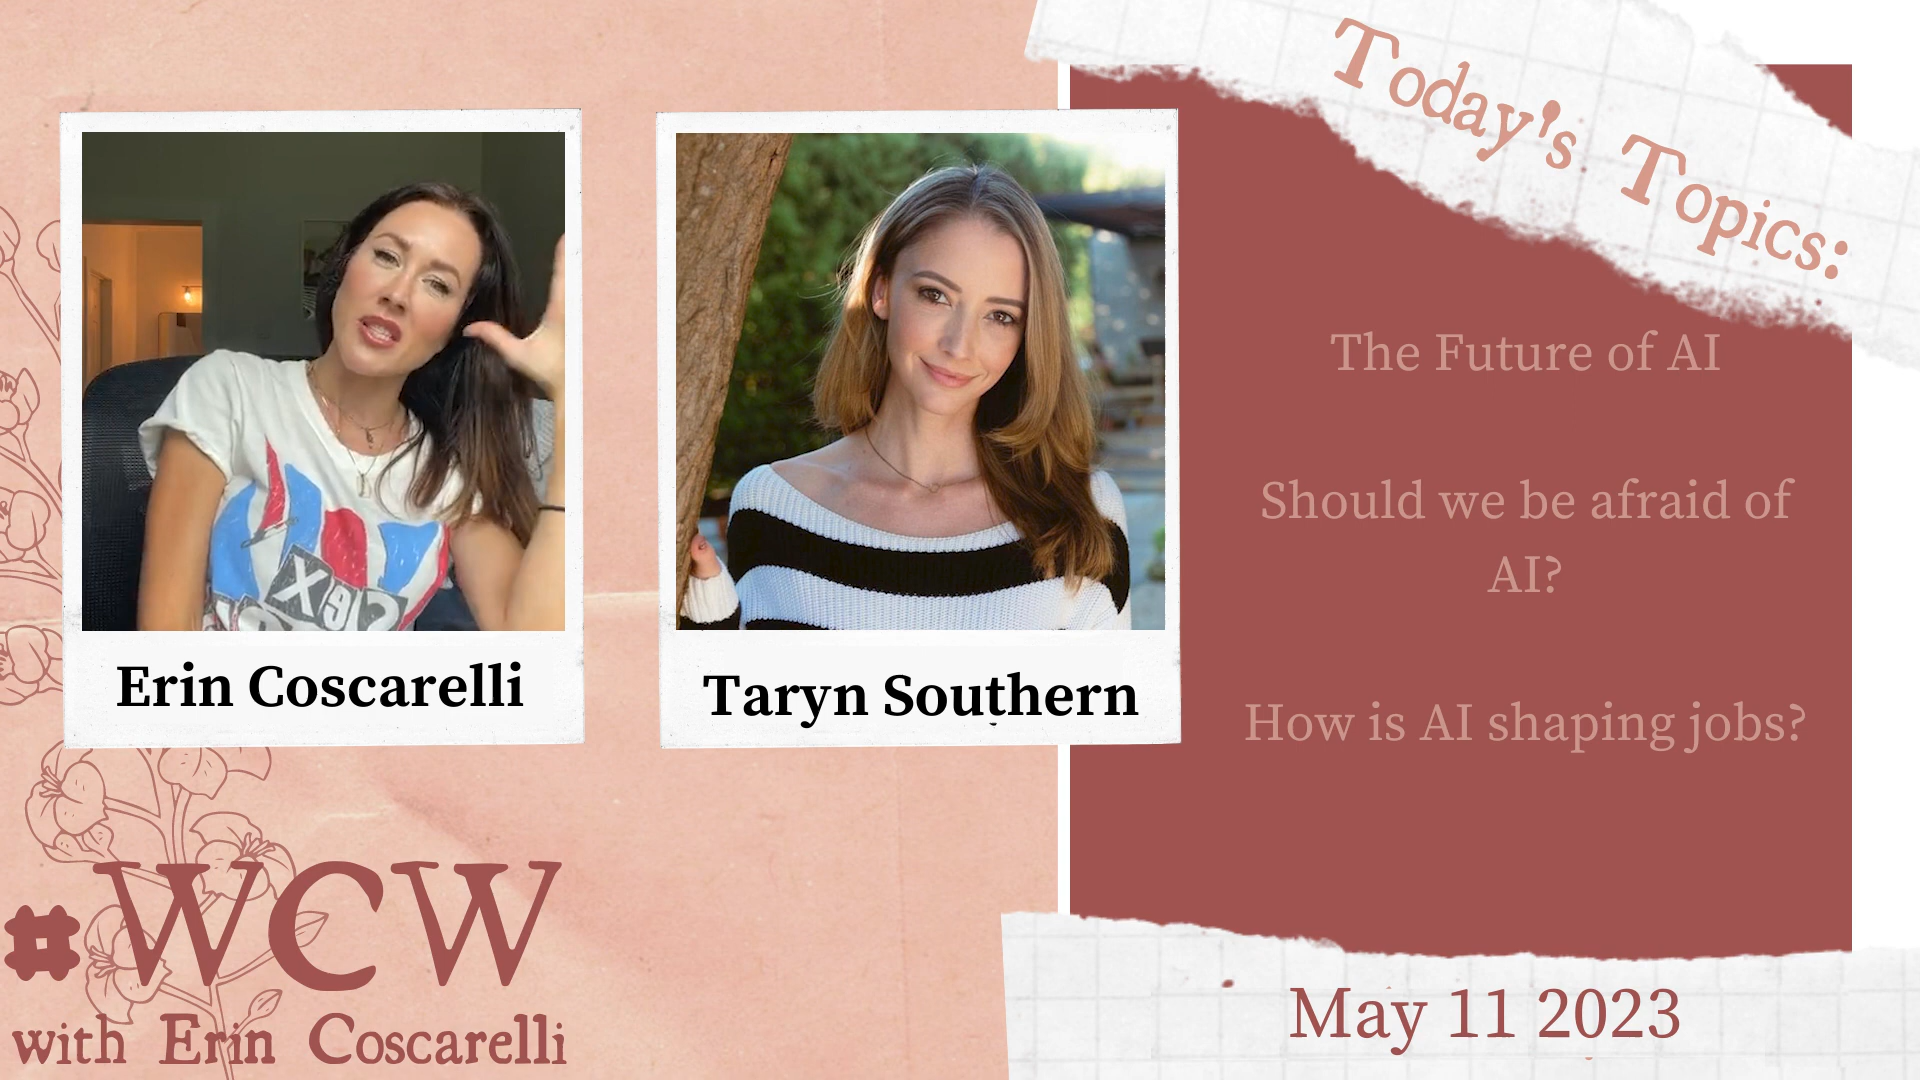 Today's Topics:
The Future of AI
Should we be afraid of
AI?
How is AI shaping jobs?
Erin Coscarelli
Taryn Southern
#WCW
with Erin Coscarelli
May 11 2023